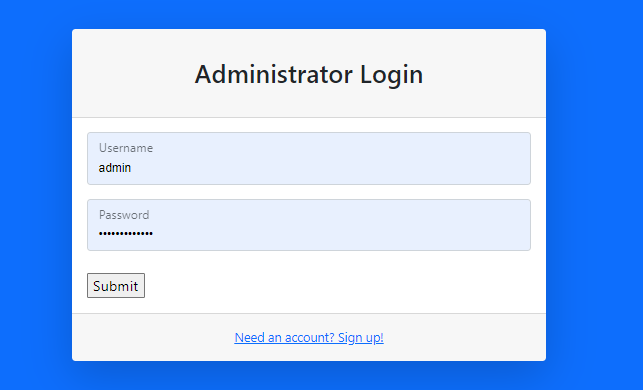 Administrator Login
Username
admin
Password
•••••••••••••
Submit
Need an account? Sign up!